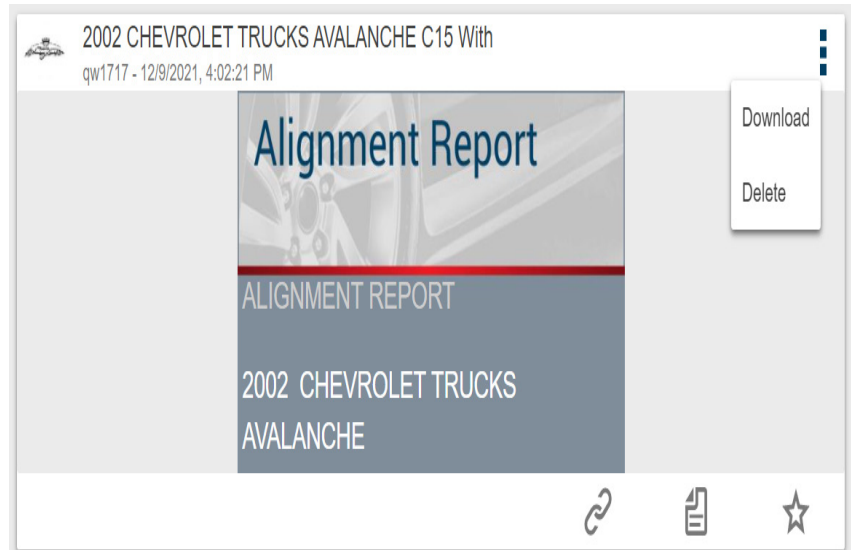 2002 CHEVROLET TRUCKS AVALANCHE C15 With
qw1717 - 12/9/2021, 4:02:21 PM
Download
Delete
Alignment Report
ALIGNMENT REPORT
2002 CHEVROLET TRUCKS
AVALANCHE